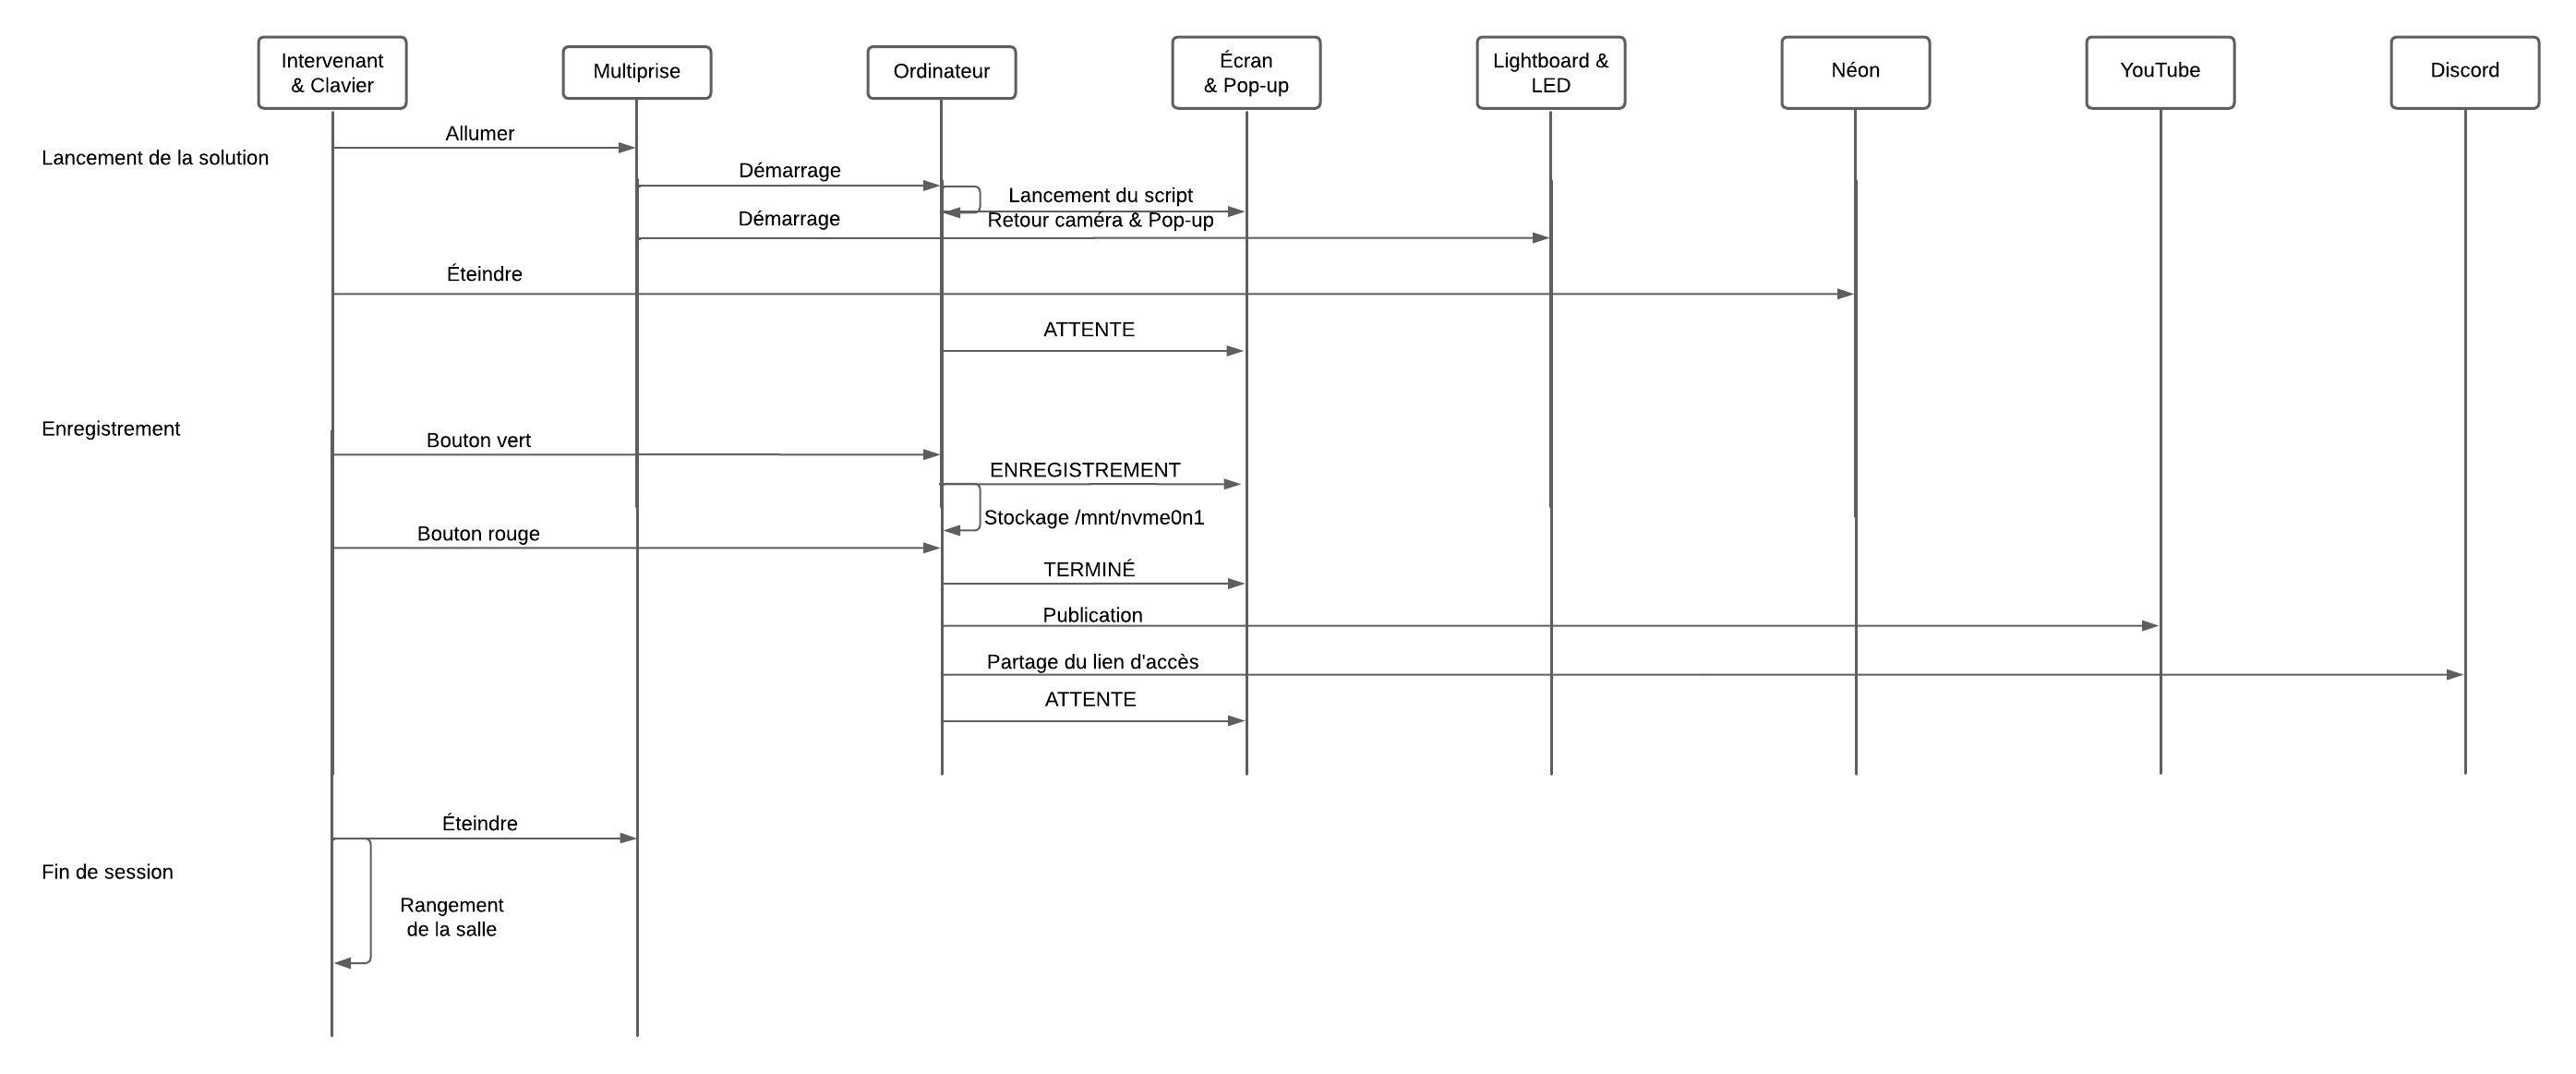 Intervenant
& Clavier
Multiprise
Ordinateur
Écran
& Pop-up
Lightboard &
LED
Néon
YouTube
Discord
Allumer
Lancement de la solution
Démarrage
Lancement du script
Démarrage
Retour caméra & Pop-up
Éteindre
ATTENTE
Enregistrement
Bouton vert
ENREGISTREMENT
Stockage /mnt/nvme0n1
Bouton rouge
TERMINÉ
Publication
Partage du lien d'accès
ATTENTE
Éteindre
Fin de session
Rangement
de la salle